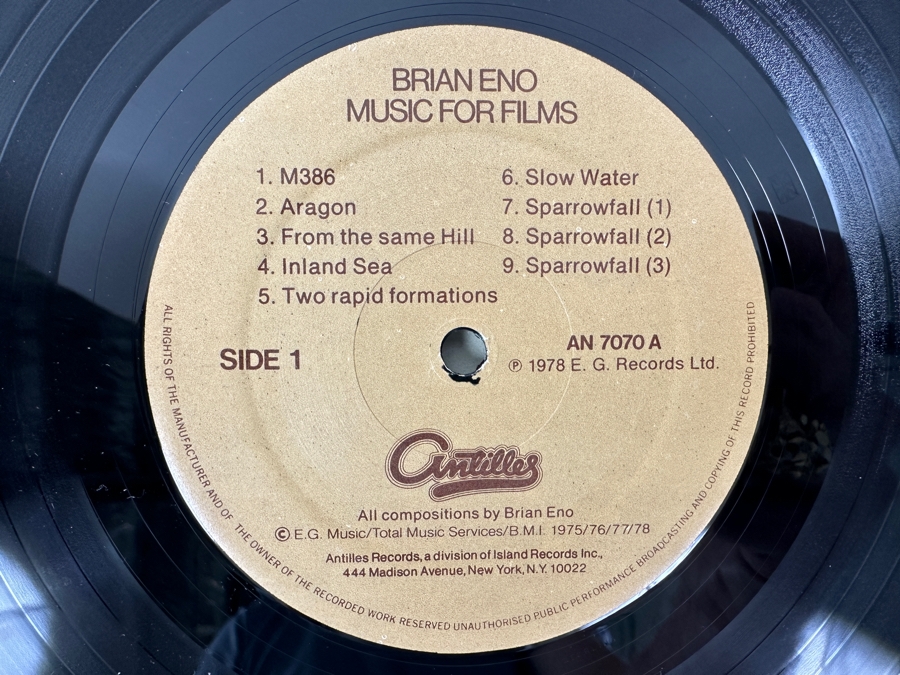 BRIAN ENO
MUSIC FOR FILMS
1. M386
2. Aragon
3. From the same Hill
4. Inland Sea
5. Two rapid formations
6. Slow Water
7. Sparrowfall (1)
8. Sparrowfall (2)
9. Sparrowfall (3)
SIDE 1
AN 7070 A
℗ 1978 E. G. Records Ltd.
Antilles
All compositions by Brian Eno
© E.G. Music/Total Music Services/B.M.I. 1975/76/77/78
Antilles Records, a division of Island Records Inc.,
444 Madison Avenue, New York, N.Y. 10022
ALL RIGHTS OF THE MANUFACTURER AND OF THE OWNER OF THE RECORDED WORK RESERVED UNAUTHORISED PUBLIC PERFORMANCE BROADCASTING AND COPYING OF THIS RECORD PROHIBITED